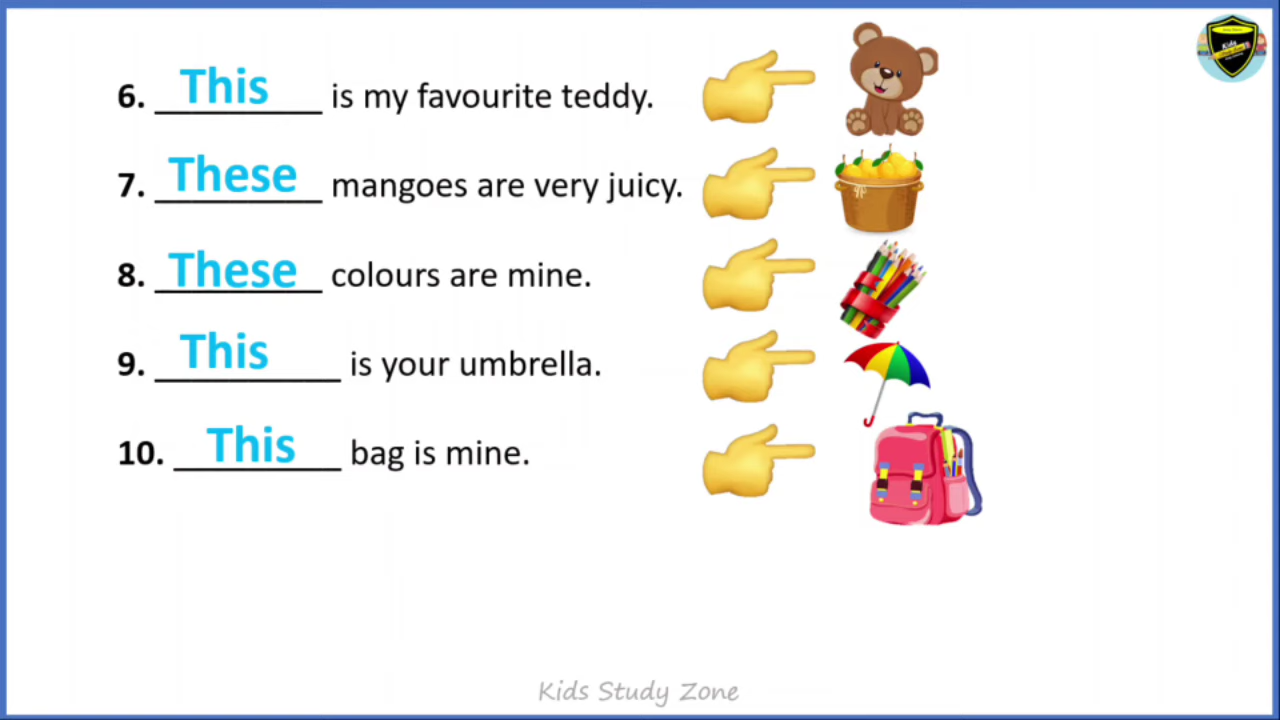 6. This is my favourite teddy.
7. These mangoes are very juicy.
8. These colours are mine.
9. This is your umbrella.
10. This bag is mine.
Kids Study Zone